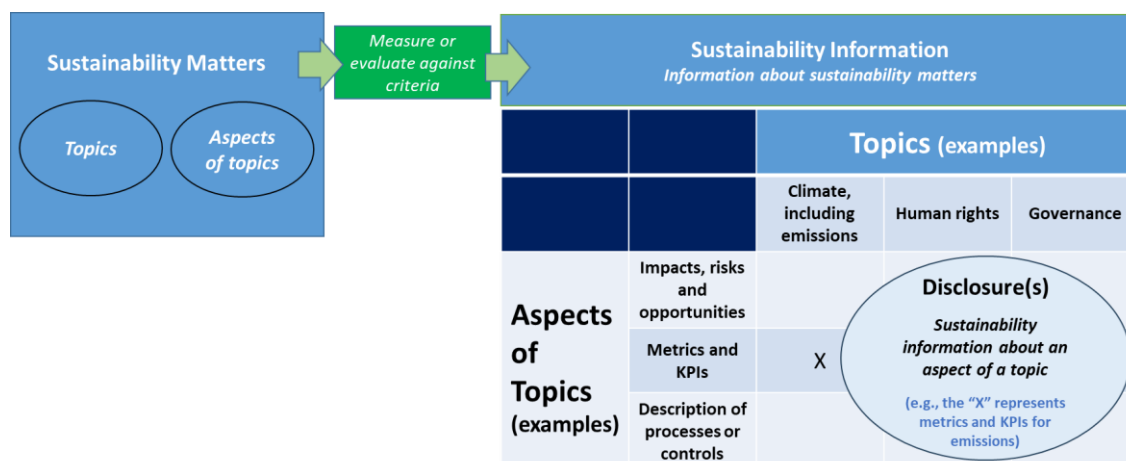 Sustainability Matters
Topics
Aspects
of topics
Measure or
evaluate against
criteria
Sustainability Information
Information about sustainability matters
Topics (examples)
Climate,
including
emissions
Human rights
Governance
Aspects
of
Topics
(examples)
Impacts, risks
and
opportunities
Metrics and
KPIs
X
Description of
processes or
controls
Disclosure(s)
Sustainability
information about an
aspect of a topic
(e.g., the “X” represents
metrics and KPIs for
emissions)